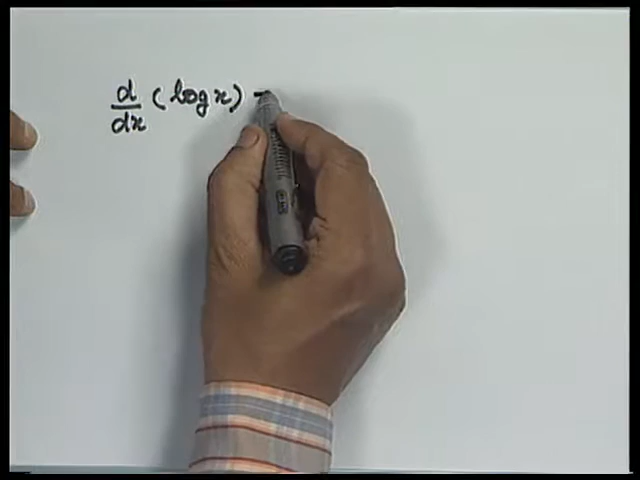 d/dx (log x) =